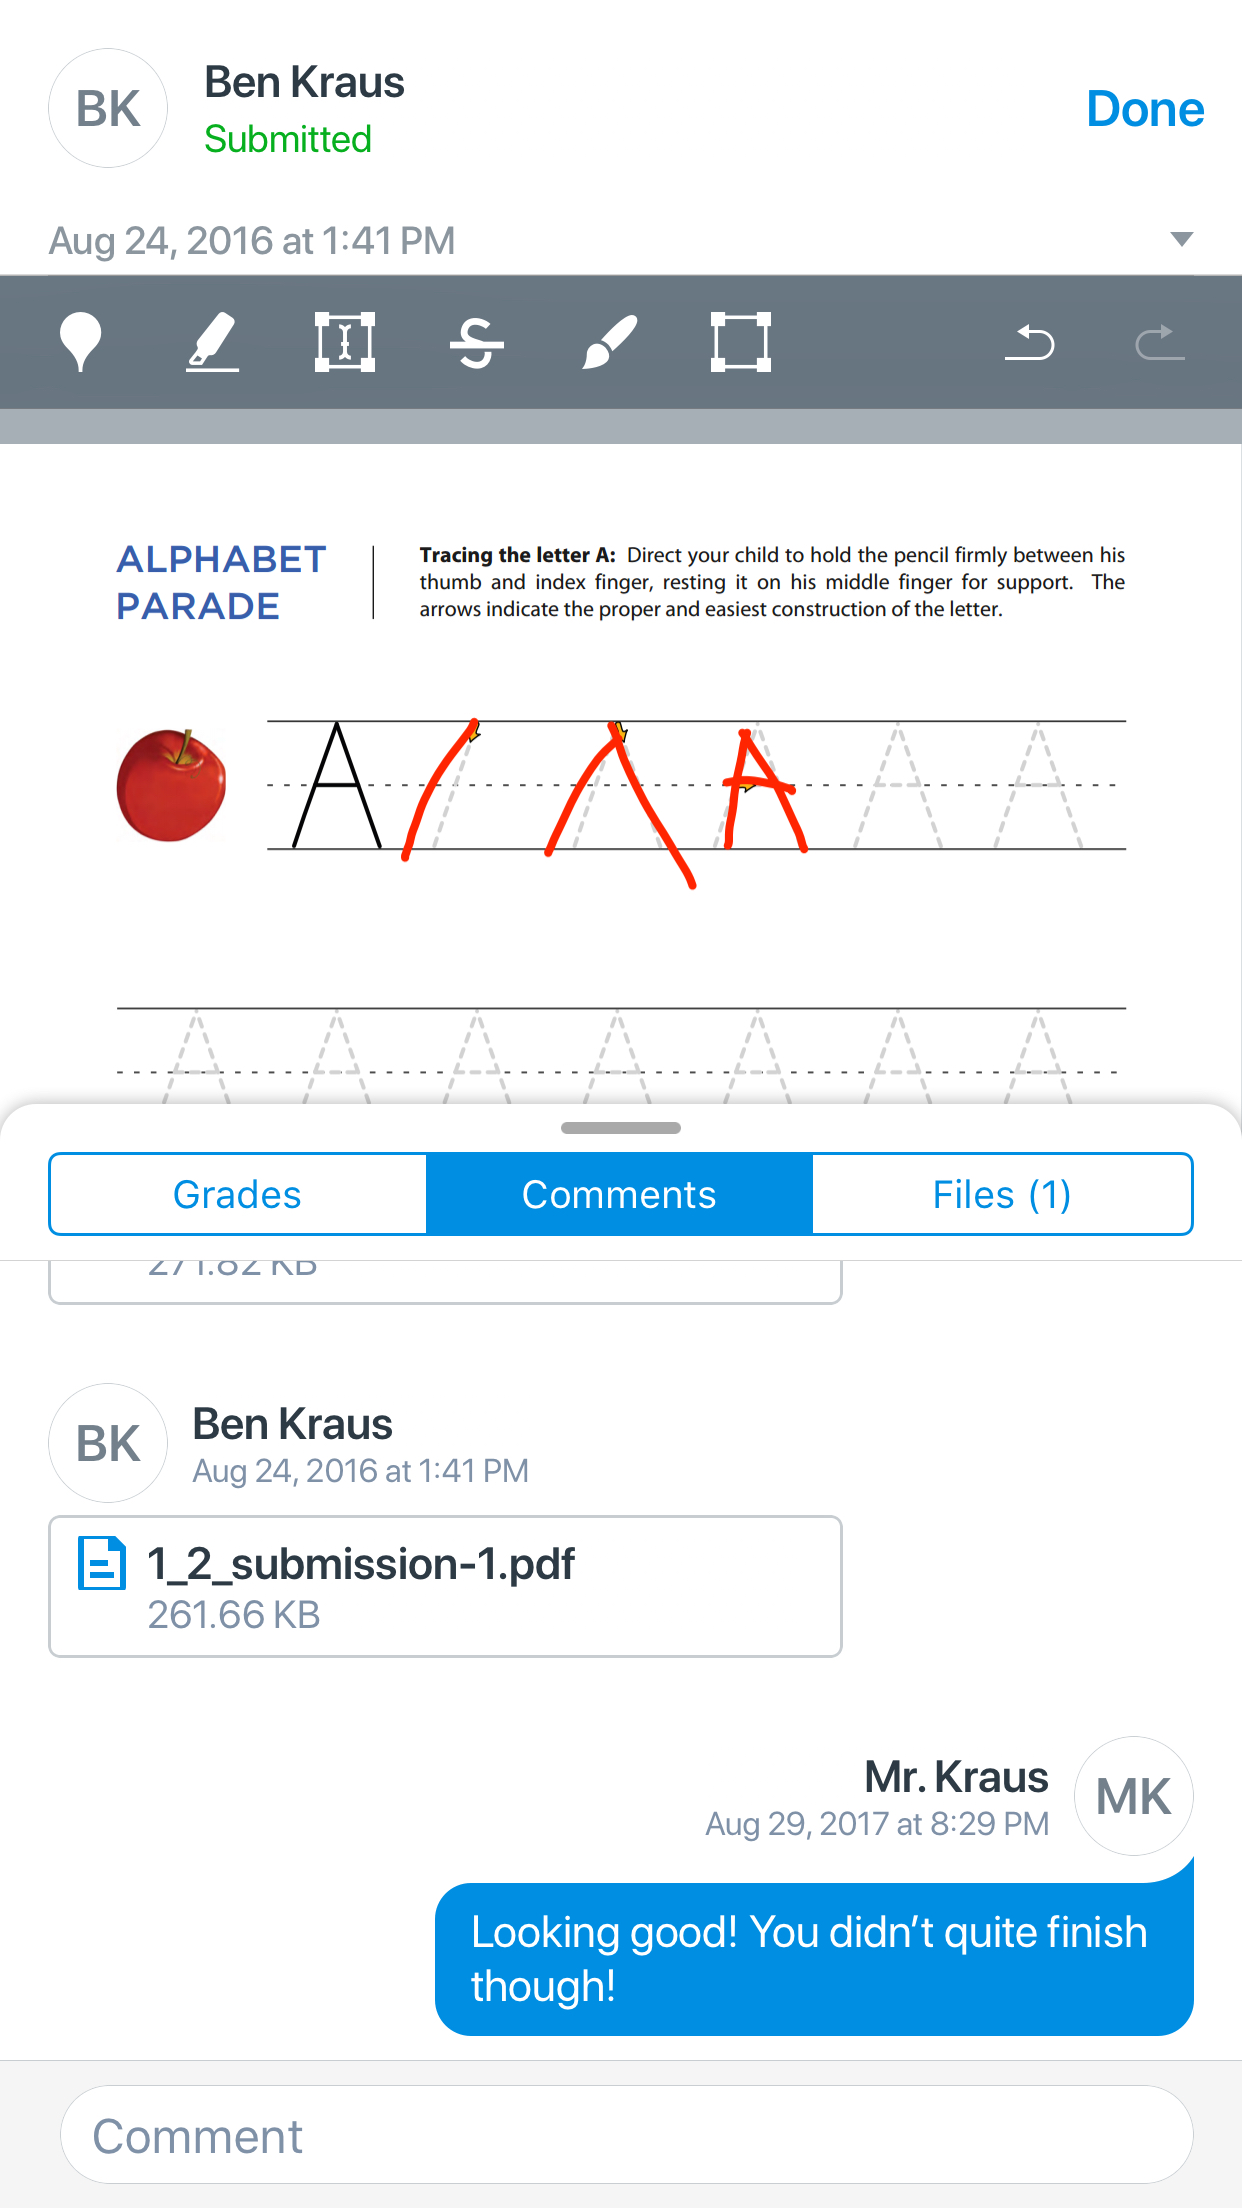 BK
Ben Kraus
Submitted
Done
Aug 24, 2016 at 1:41 PM
ALPHABET
PARADE
Tracing the letter A: Direct your child to hold the pencil firmly between his
thumb and index finger, resting it on his middle finger for support. The
arrows indicate the proper and easiest construction of the letter.
A A A A
A A A A A A A
Grades Comments Files (1)
271.82 KB
BK
Ben Kraus
Aug 24, 2016 at 1:41 PM
1_2_submission-1.pdf
261.66 KB
Mr. Kraus
MK
Aug 29, 2017 at 8:29 PM
Looking good! You didn't quite finish
though!
Comment